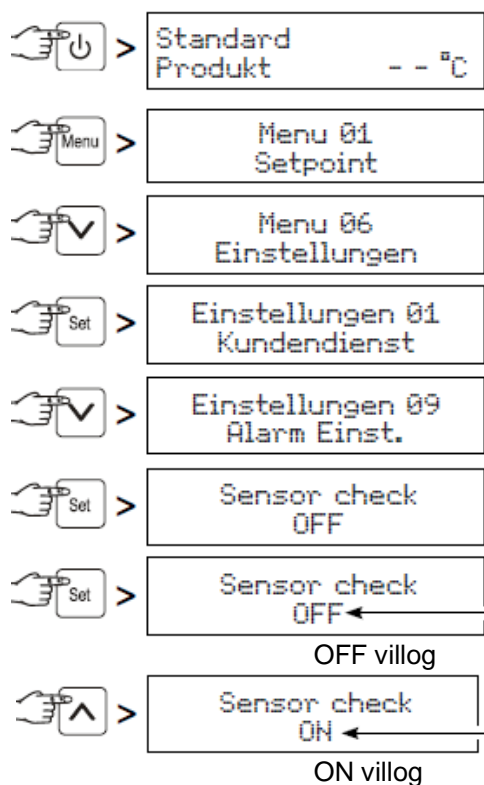 >
Standard
Produkt - - °C
Menu >
Menu 01
Setpoint
>
Menu 06
Einstellungen
Set >
Einstellungen 01
Kundendienst
>
Einstellungen 09
Alarm Einst.
Set >
Sensor check
OFF
Set >
Sensor check
OFF
OFF villog
>
Sensor check
ON
ON villog